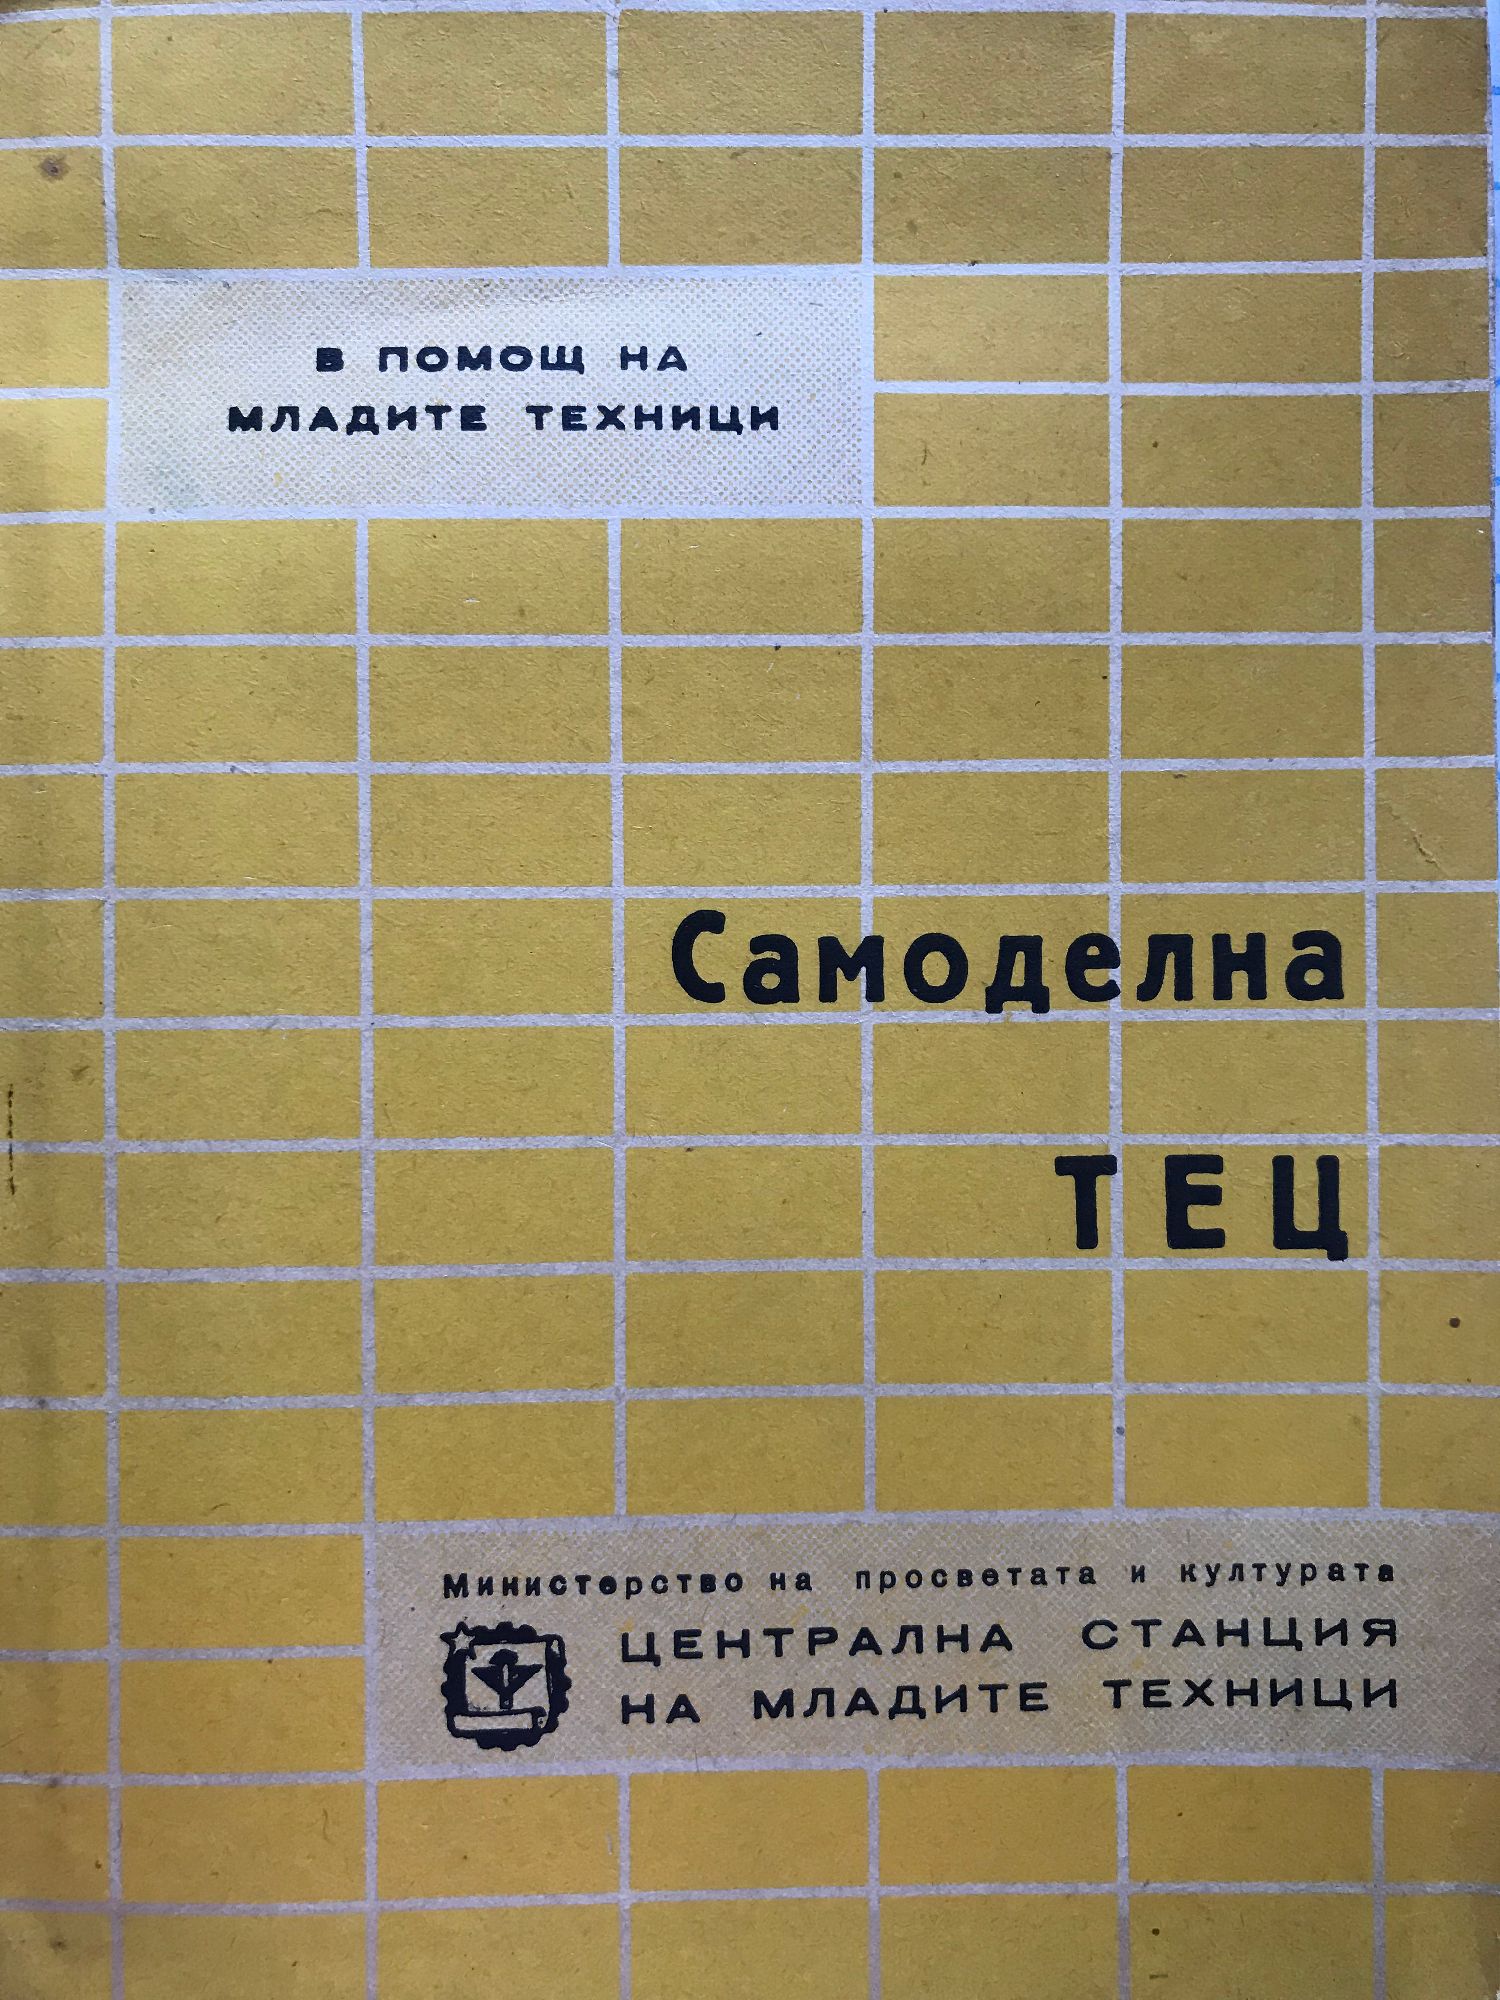 В ПОМОЩ НА
МЛАДИТЕ ТЕХНИЦИ
Самоделна
ТЕЦ
Министерство на просветата и културата
ЦЕНТРАЛНА СТАНЦИЯ
НА МЛАДИТЕ ТЕХНИЦИ